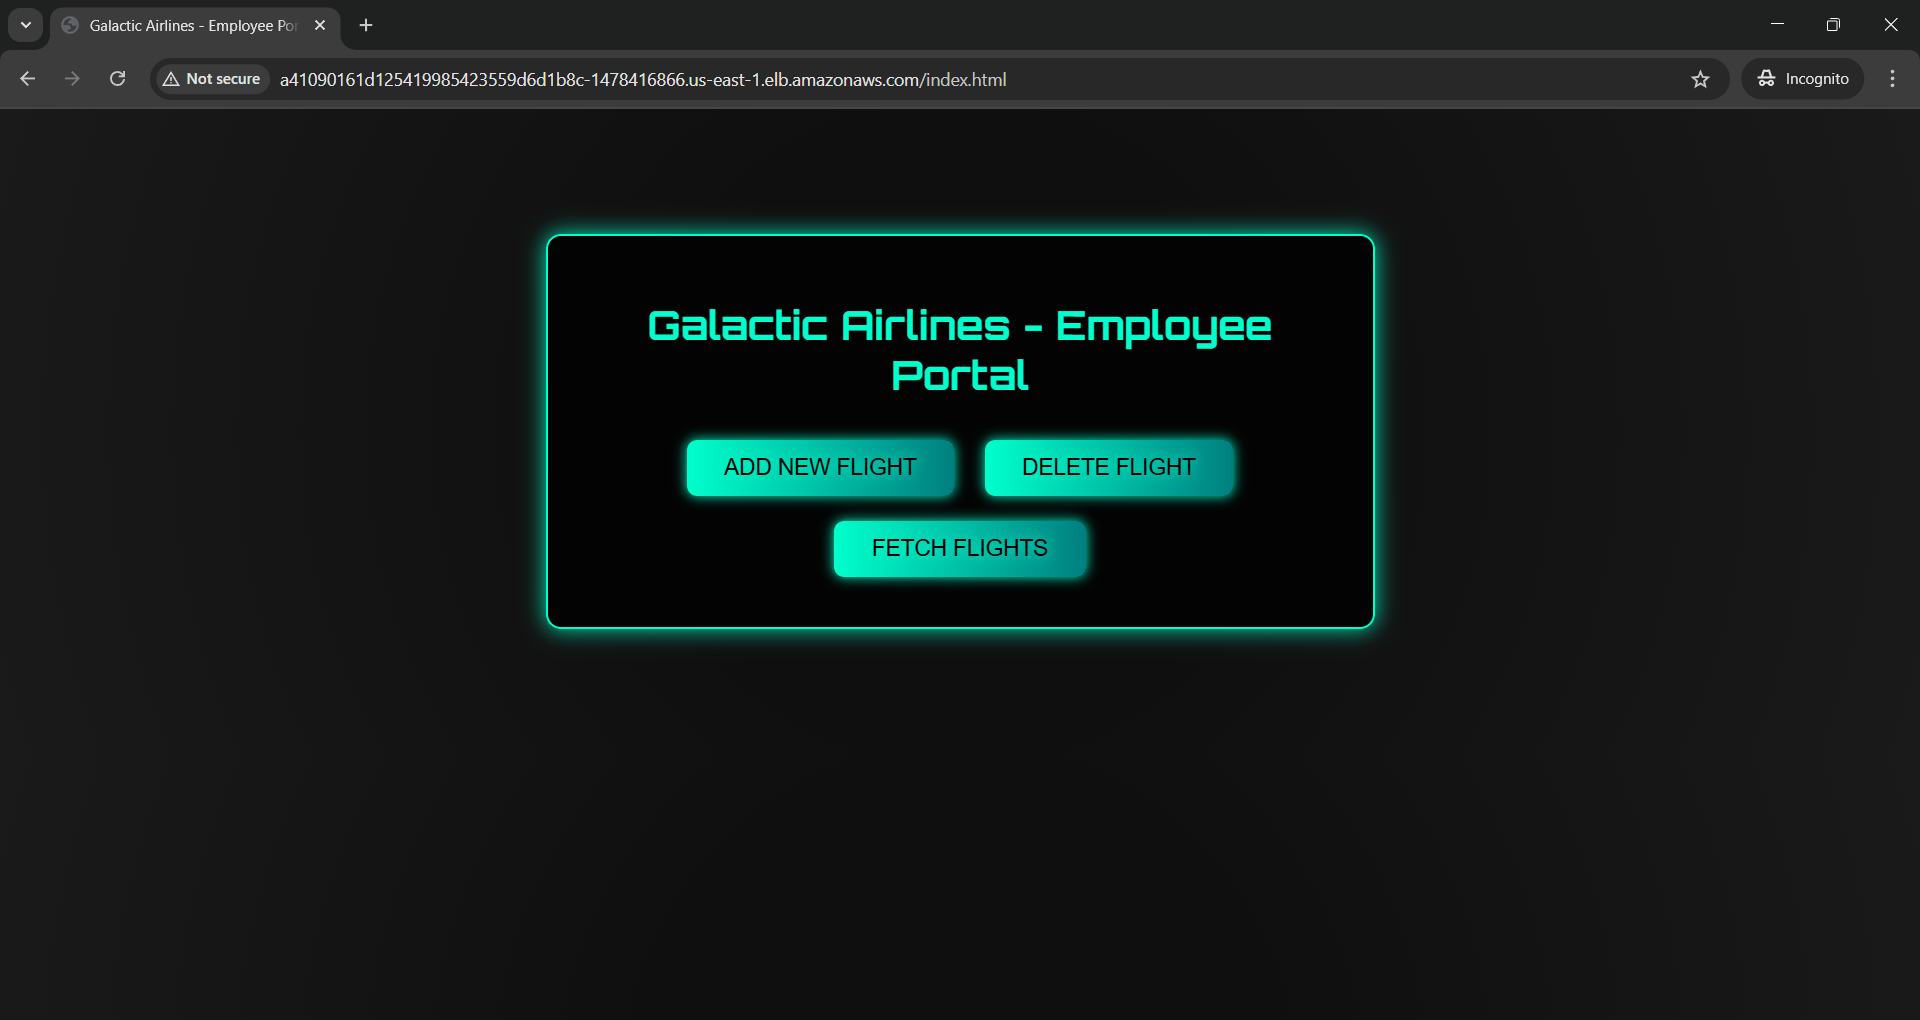 Galactic Airlines - Employee Por
Not secure
a41090161d125419985423559d6d1b8c-1478416866.us-east-1.elb.amazonaws.com/index.html
Incognito
Galactic Airlines - Employee
Portal
ADD NEW FLIGHT
DELETE FLIGHT
FETCH FLIGHTS